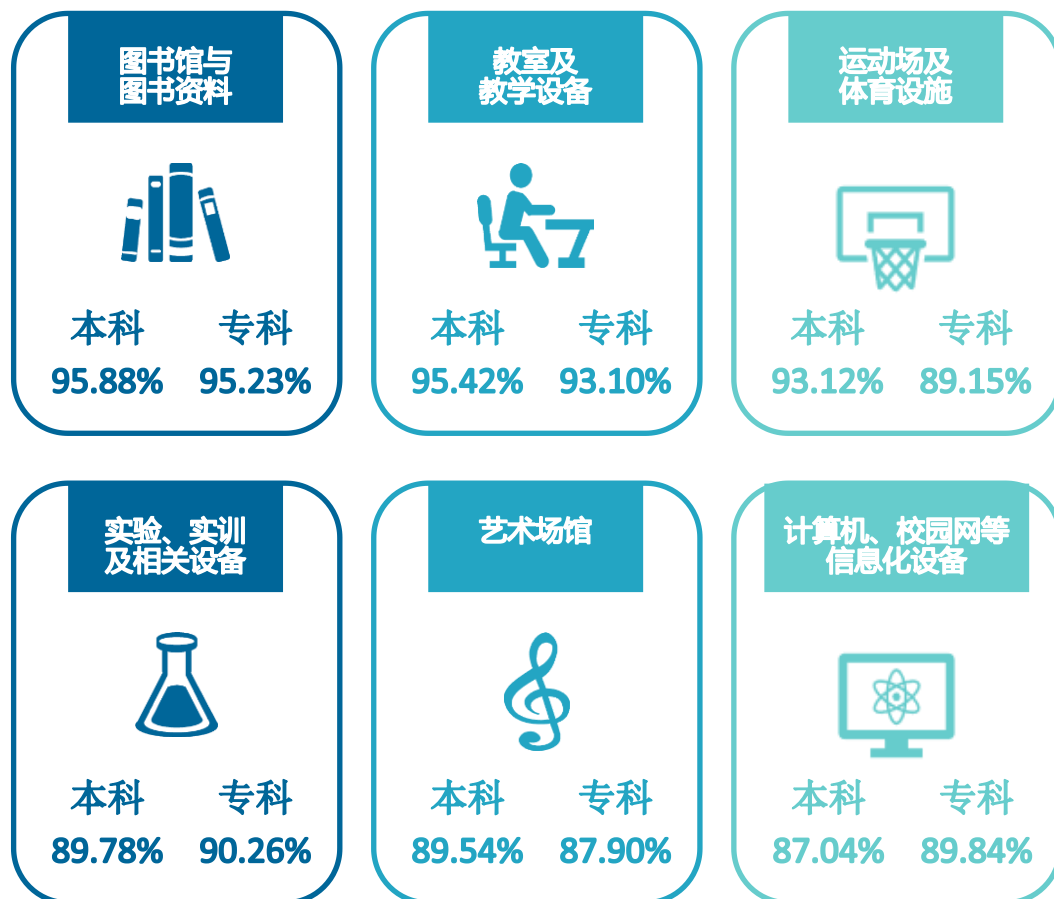 图书馆与
图书资料
本科 专科
95.88% 95.23%
教室及
教学设备
本科 专科
95.42% 93.10%
运动场及
体育设施
本科 专科
93.12% 89.15%
实验、实训
及相关设备
本科 专科
89.78% 90.26%
艺术场馆
本科 专科
89.54% 87.90%
计算机、校园网等
信息化设备
本科 专科
87.04% 89.84%